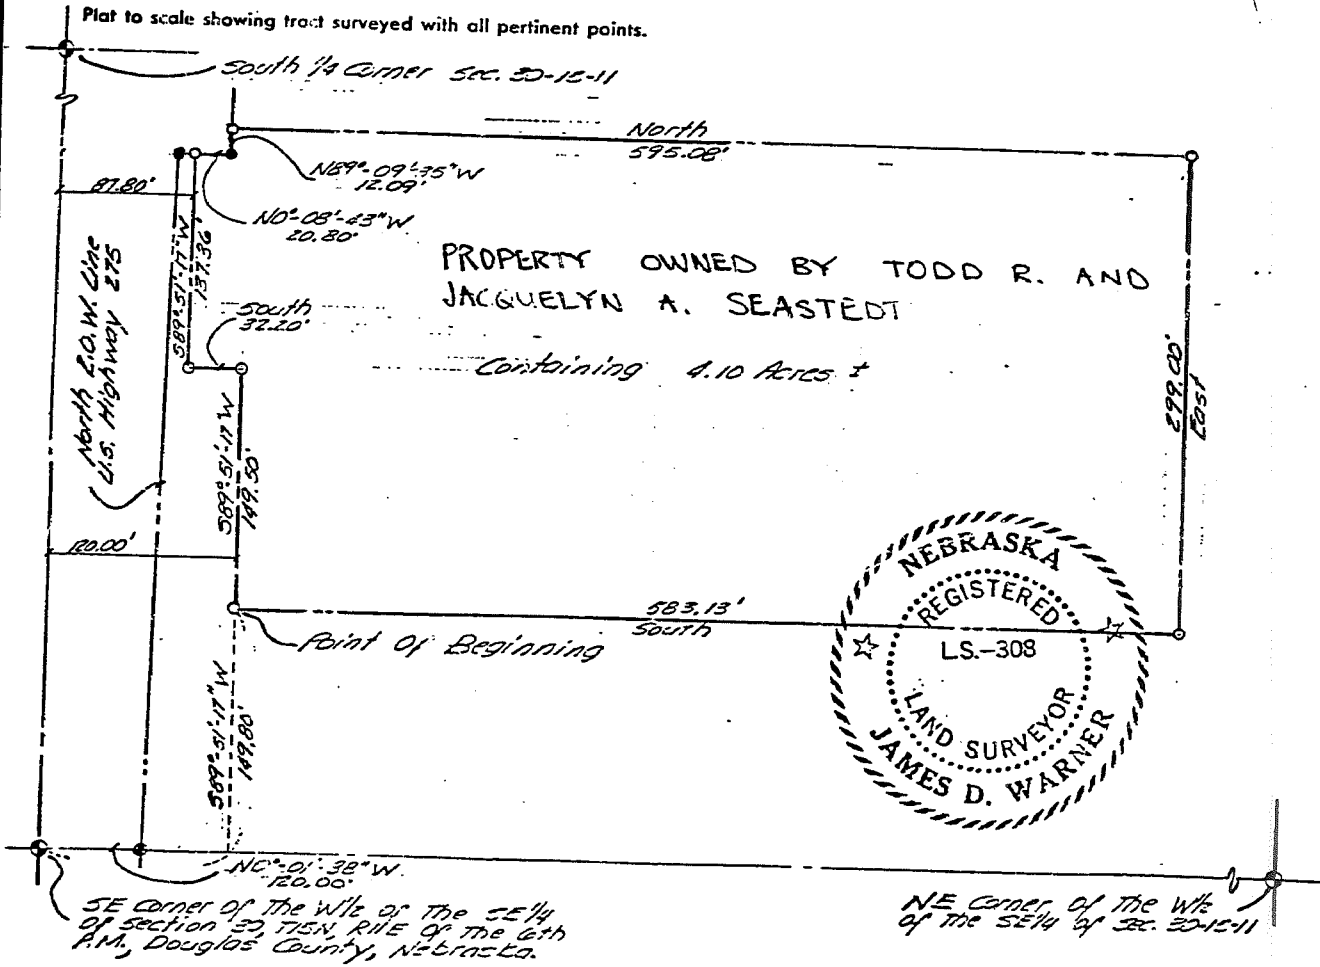 Plat to scale showing tract surveyed with all pertinent points.
South 1/4 Corner Sec. 30-15-11
North
595.08'
N89°-09'-35"W
12.09'
87.80'
N0°-08'-43"W
20.80'
PROPERTY OWNED BY TODD R. AND
JACQUELYN A. SEASTEDT
S89°-51'-17"W
137.36'
North R.O.W. Line
U.S. Highway 275
South
32.20'
Containing 4.10 Acres ±
299.00'
East
S89°-51'-17"W
149.50'
120.00'
583.13'
South
Point Of Beginning
NEBRASKA
REGISTERED
L.S.-308
LAND SURVEYOR
JAMES D. WARNER
S89°-51'-17"W
149.80'
N0°-01'-38"W
120.00'
SE Corner of The W1/2 of The SE1/4
Of Section 30, T15N, R11E Of The 6th
P.M., Douglas County, Nebraska.
NE Corner Of The W1/2
of The SE1/4 of Sec. 30-15-11